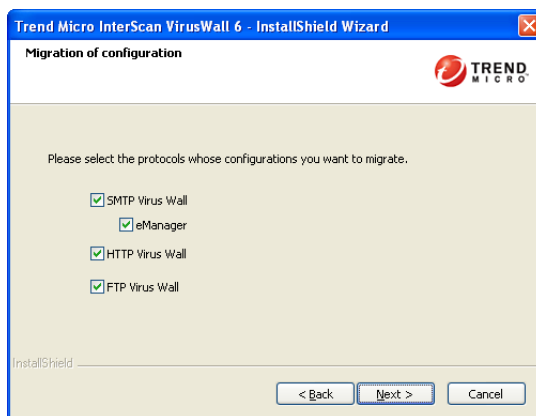 Trend Micro InterScan VirusWall 6 - InstallShield Wizard
Migration of configuration
TREND
MICRO
Please select the protocols whose configurations you want to migrate.
SMTP Virus Wall
eManager
HTTP Virus Wall
FTP Virus Wall
InstallShield
< Back
Next >
Cancel